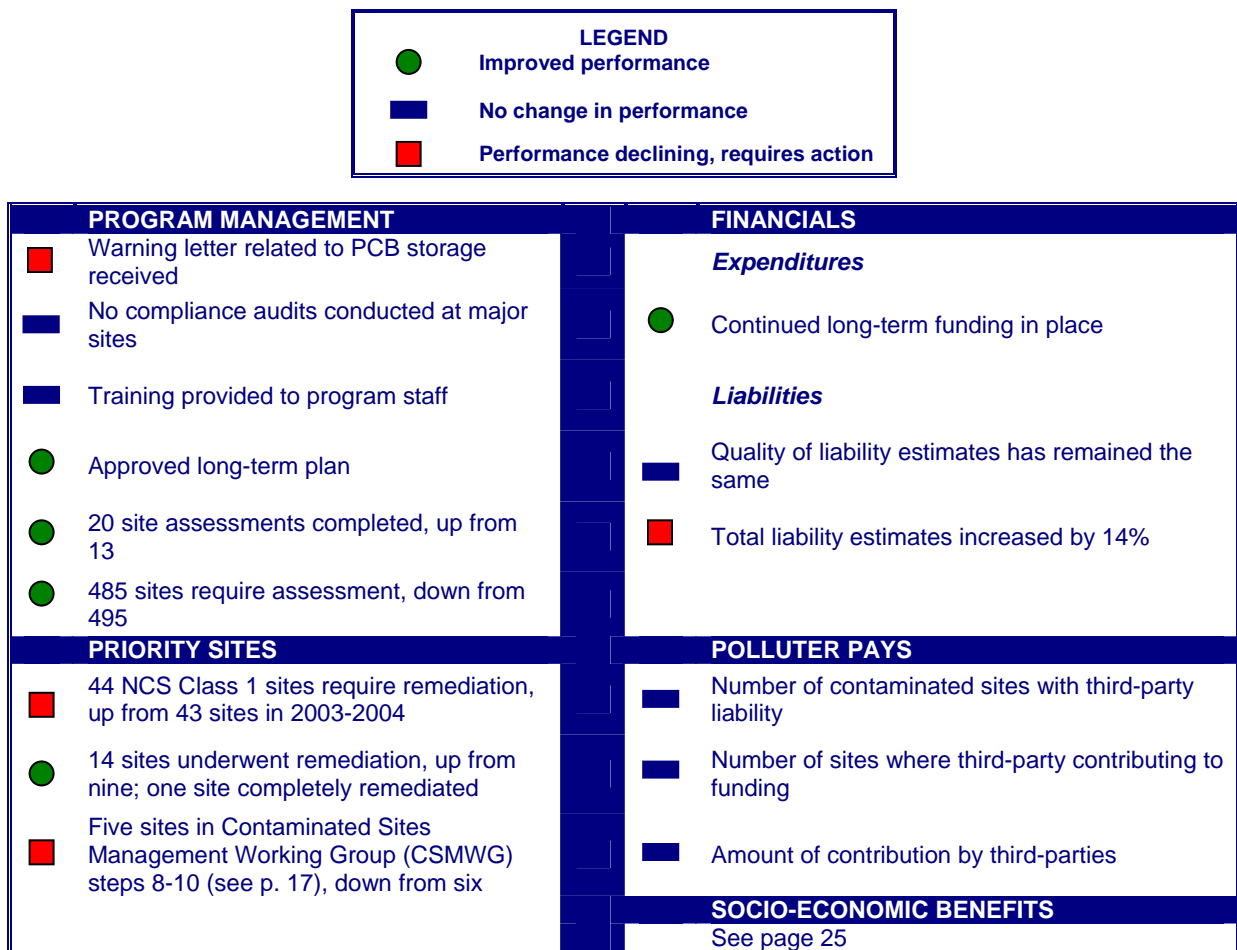 LEGEND
Improved performance
No change in performance
Performance declining, requires action
PROGRAM MANAGEMENT
Warning letter related to PCB storage
received
No compliance audits conducted at major
sites
Training provided to program staff
Approved long-term plan
20 site assessments completed, up from
13
485 sites require assessment, down from
495
PRIORITY SITES
44 NCS Class 1 sites require remediation,
up from 43 sites in 2003-2004
14 sites underwent remediation, up from
nine; one site completely remediated
Five sites in Contaminated Sites
Management Working Group (CSMWG)
steps 8-10 (see p. 17), down from six
FINANCIALS
Expenditures
Continued long-term funding in place
Liabilities
Quality of liability estimates has remained the
same
Total liability estimates increased by 14%
POLLUTER PAYS
Number of contaminated sites with third-party
liability
Number of sites where third-party contributing to
funding
Amount of contribution by third-parties
SOCIO-ECONOMIC BENEFITS
See page 25